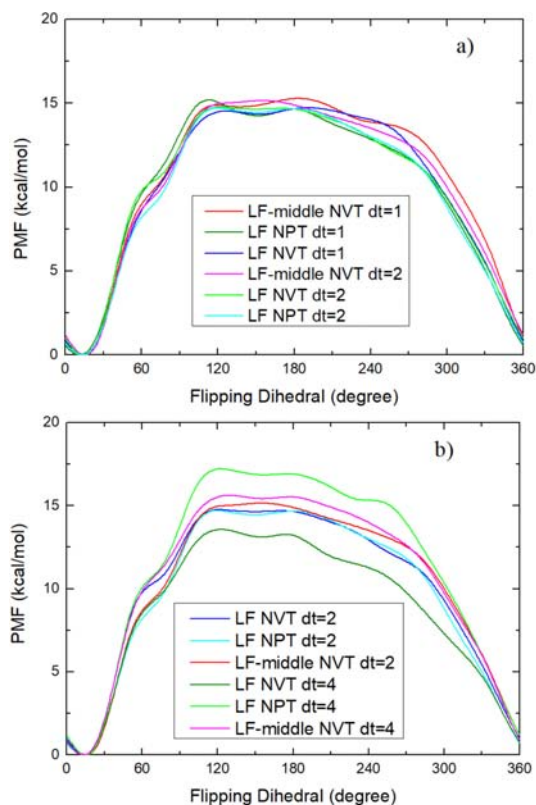 a)
20
15
10
5
0
PMF (kcal/mol)
LF-middle NVT dt=1
LF NPT dt=1
LF NVT dt=1
LF-middle NVT dt=2
LF NVT dt=2
LF NPT dt=2
0 60 120 180 240 300 360
Flipping Dihedral (degree)
b)
20
15
10
5
0
PMF (kcal/mol)
LF NVT dt=2
LF NPT dt=2
LF-middle NVT dt=2
LF NVT dt=4
LF NPT dt=4
LF-middle NVT dt=4
0 60 120 180 240 300 360
Flipping Dihedral (degree)